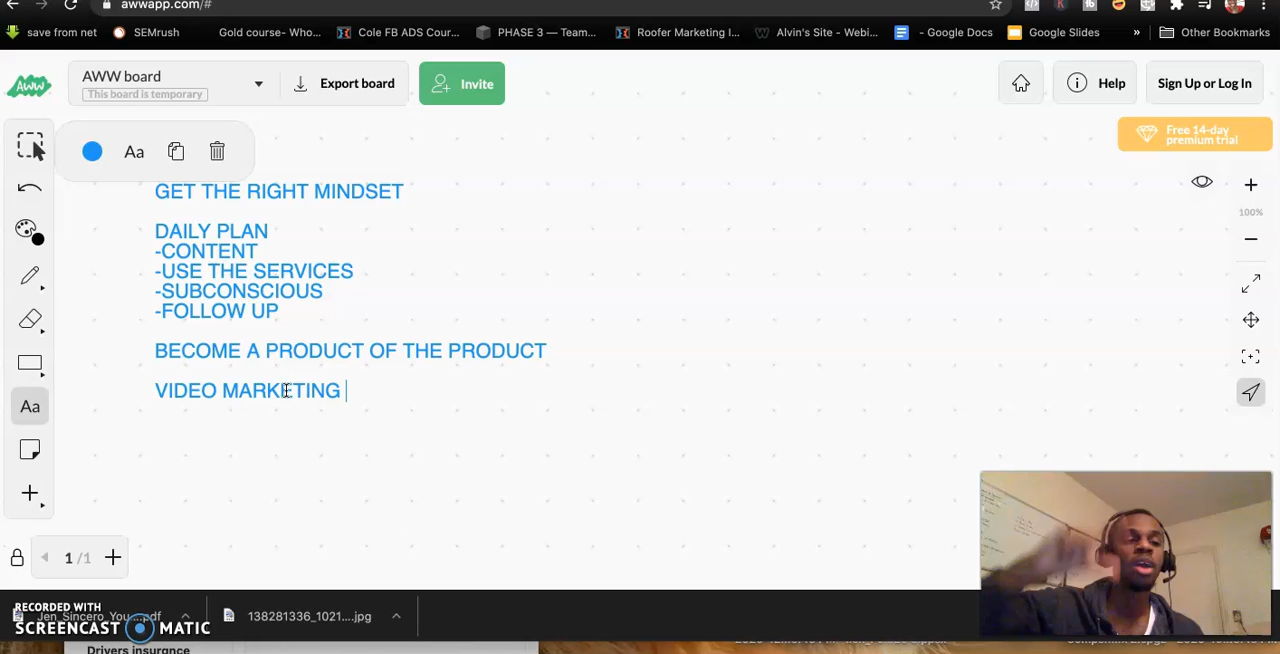 awwapp.com/#
save from net
SEMrush
Gold course- Who...
Cole FB ADS Cour...
PHASE 3 — Team...
Roofer Marketing I...
Alvin's Site - Webi...
- Google Docs
Google Slides
»
Other Bookmarks
AWW
AWW board
This board is temporary
Export board
Invite
Help
Sign Up or Log In
Free 14-day
premium trial
Aa
100%
GET THE RIGHT MINDSET
DAILY PLAN
-CONTENT
-USE THE SERVICES
-SUBCONSCIOUS
-FOLLOW UP
BECOME A PRODUCT OF THE PRODUCT
VIDEO MARKETING
Aa
1 /1
RECORDED WITH
SCREENCAST MATIC
Jen_Sincero_You_...pdf
138281336_1021....jpg
Drivers insurance